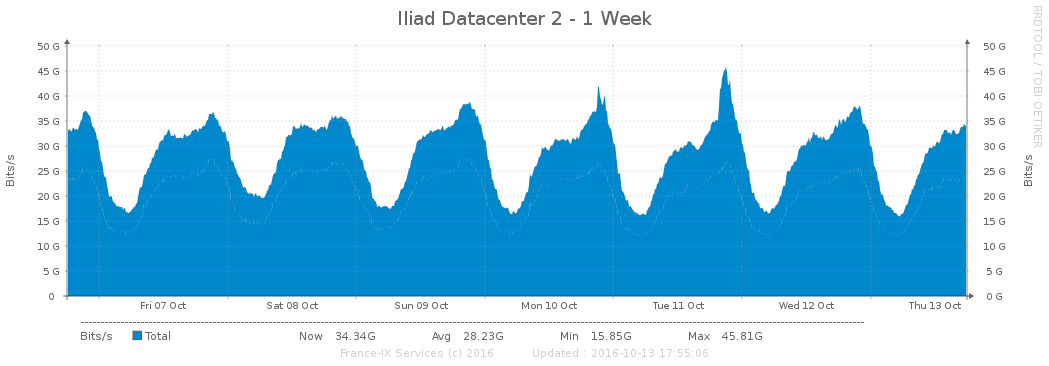 Iliad Datacenter 2 - 1 Week
RRDTOOL / TOBI OETIKER
50 G 50 G
45 G 45 G
40 G 40 G
35 G 35 G
30 G 30 G
25 G 25 G
20 G 20 G
15 G 15 G
10 G 10 G
5 G 5 G
0 0 G
Bits/s
Bits/s
Fri 07 Oct Sat 08 Oct Sun 09 Oct Mon 10 Oct Tue 11 Oct Wed 12 Oct Thu 13 Oct
Bits/s Total Now 34.34G Avg 28.23G Min 15.85G Max 45.81G
France-IX Services (c) 2016 Updated : 2016-10-13 17:55:06